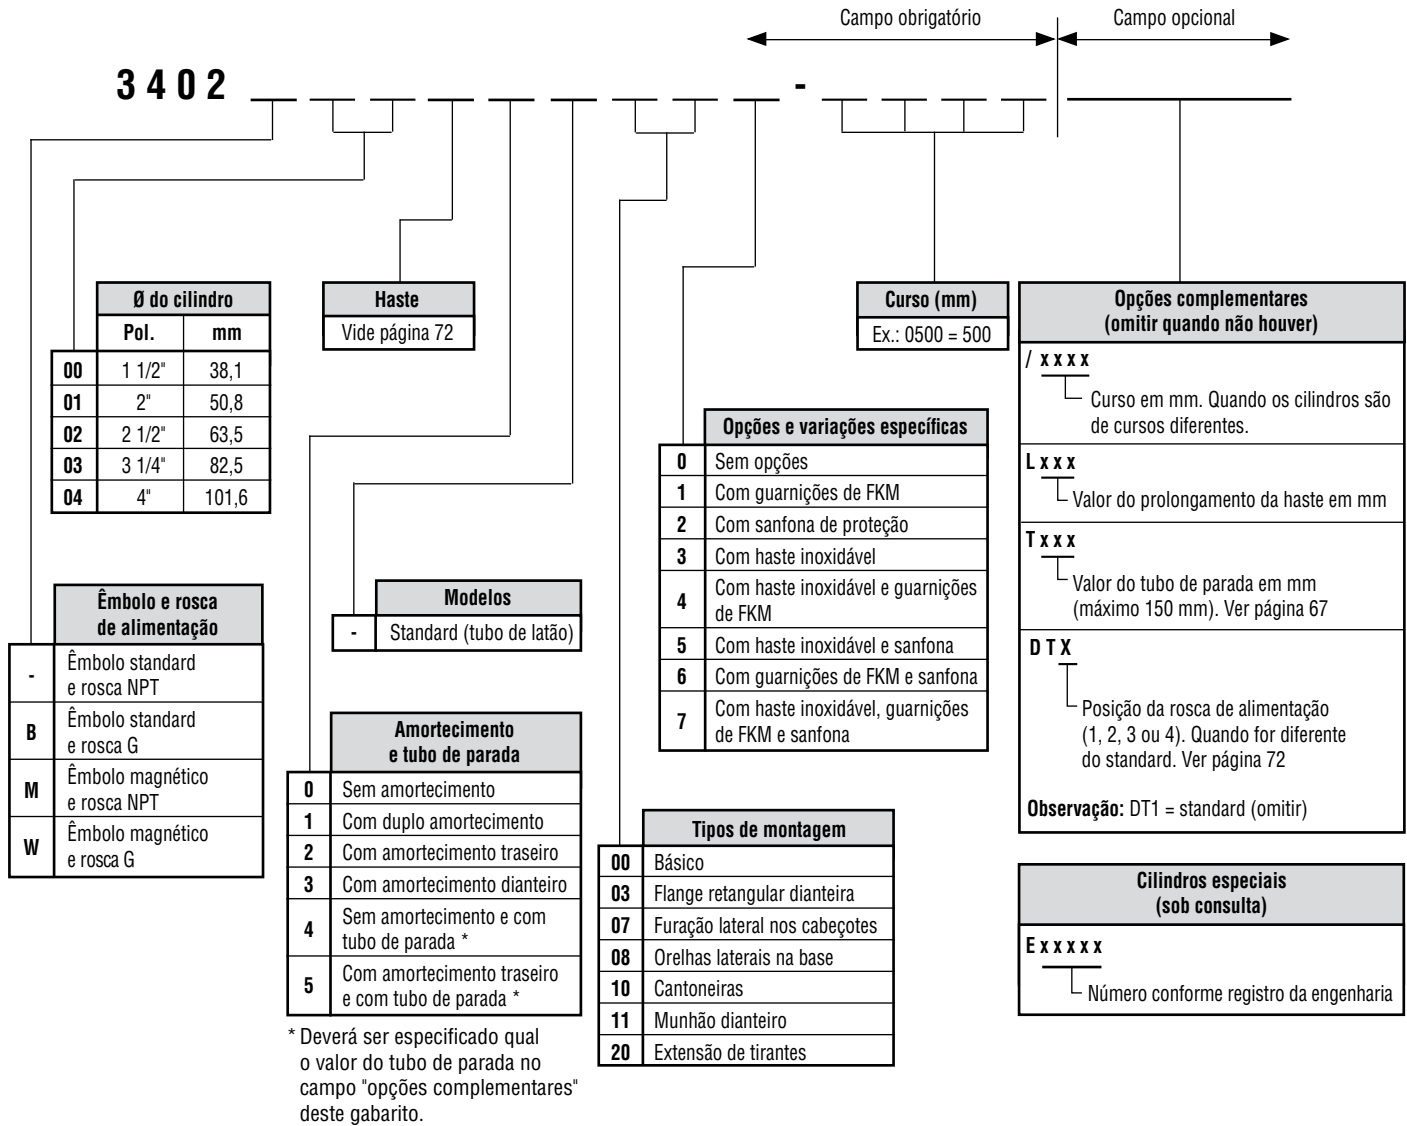 Campo obrigatório
Campo opcional
3 4 0 2
-
Ø do cilindro
Pol. mm
00 1 1/2" 38,1
01 2" 50,8
02 2 1/2" 63,5
03 3 1/4" 82,5
04 4" 101,6
Haste
Vide página 72
Curso (mm)
Ex.: 0500 = 500
Opções complementares
(omitir quando não houver)
/ x x x x
Curso em mm. Quando os cilindros são
de cursos diferentes.
L x x x
Valor do prolongamento da haste em mm
T x x x
Valor do tubo de parada em mm
(máximo 150 mm). Ver página 67
D T X
Posição da rosca de alimentação
(1, 2, 3 ou 4). Quando for diferente
do standard. Ver página 72
Observação: DT1 = standard (omitir)
Opções e variações específicas
0 Sem opções
1 Com guarnições de FKM
2 Com sanfona de proteção
3 Com haste inoxidável
4 Com haste inoxidável e guarnições
de FKM
5 Com haste inoxidável e sanfona
6 Com guarnições de FKM e sanfona
7 Com haste inoxidável, guarnições
de FKM e sanfona
Êmbolo e rosca
de alimentação
- Êmbolo standard
e rosca NPT
B Êmbolo standard
e rosca G
M Êmbolo magnético
e rosca NPT
W Êmbolo magnético
e rosca G
Modelos
- Standard (tubo de latão)
Amortecimento
e tubo de parada
0 Sem amortecimento
1 Com duplo amortecimento
2 Com amortecimento traseiro
3 Com amortecimento dianteiro
4 Sem amortecimento e com
tubo de parada *
5 Com amortecimento traseiro
e com tubo de parada *
* Deverá ser especificado qual
o valor do tubo de parada no
campo "opções complementares"
deste gabarito.
Tipos de montagem
00 Básico
03 Flange retangular dianteira
07 Furação lateral nos cabeçotes
08 Orelhas laterais na base
10 Cantoneiras
11 Munhão dianteiro
20 Extensão de tirantes
Cilindros especiais
(sob consulta)
E x x x x x
Número conforme registro da engenharia